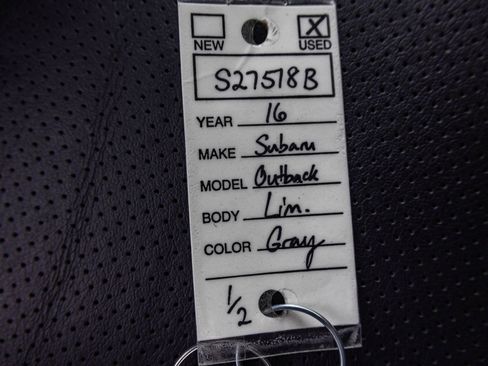 NEW X USED
S27518B
YEAR 16
MAKE Subaru
MODEL Outback
BODY Lim.
COLOR Gray
1/2